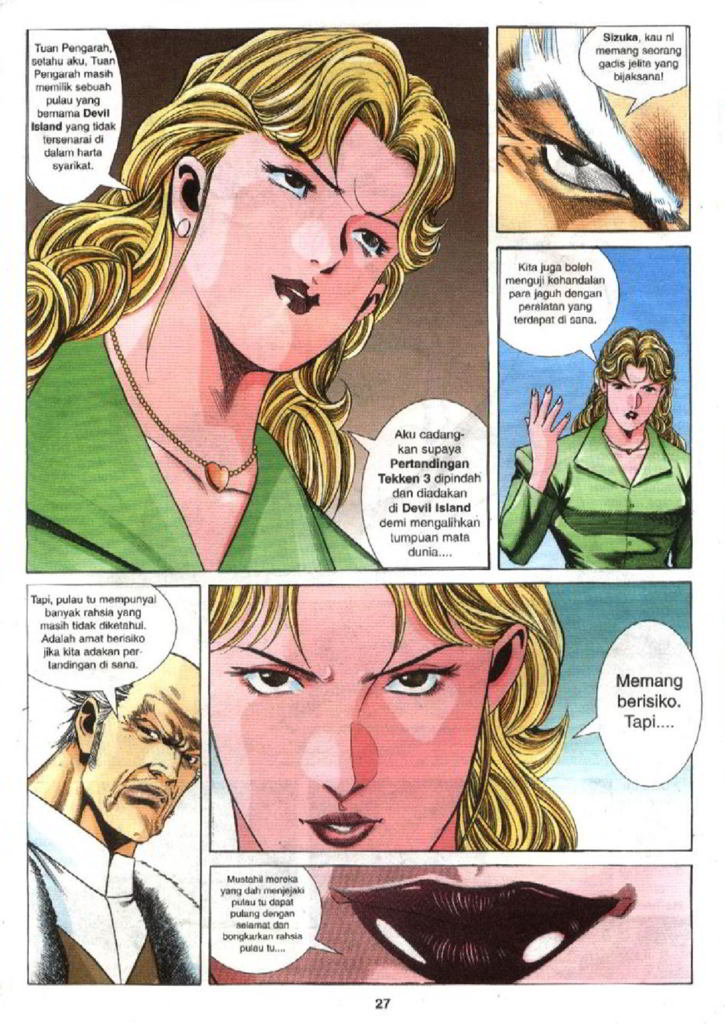 Tuan Pengarah,
setahu aku, Tuan
Pengarah masih
memilik sebuah
pulau yang
bernama Devil
Island yang tidak
tersenarai di
dalam harta
syarikat.
Sizuka, kau ni
memang seorang
gadis jelita yang
bijaksana!
Aku cadang-
kan supaya
Pertandingan
Tekken 3 dipindah
dan diadakan
di Devil Island
demi mengalihkan
tumpuan mata
dunia....
Kita juga boleh
menguji kehandalan
para jaguh dengan
peralatan yang
terdapat di sana.
Tapi, pulau tu mempunyai
banyak rahsia yang
masih tidak diketahui.
Adalah amat berisiko
jika kita adakan per-
tandingan di sana.
Memang
berisiko.
Tapi....
Mustahil mereka
yang dah menjejaki
pulau tu dapat
pulang dengan
selamat dan
bongkarkan rahsia
pulau tu....
27